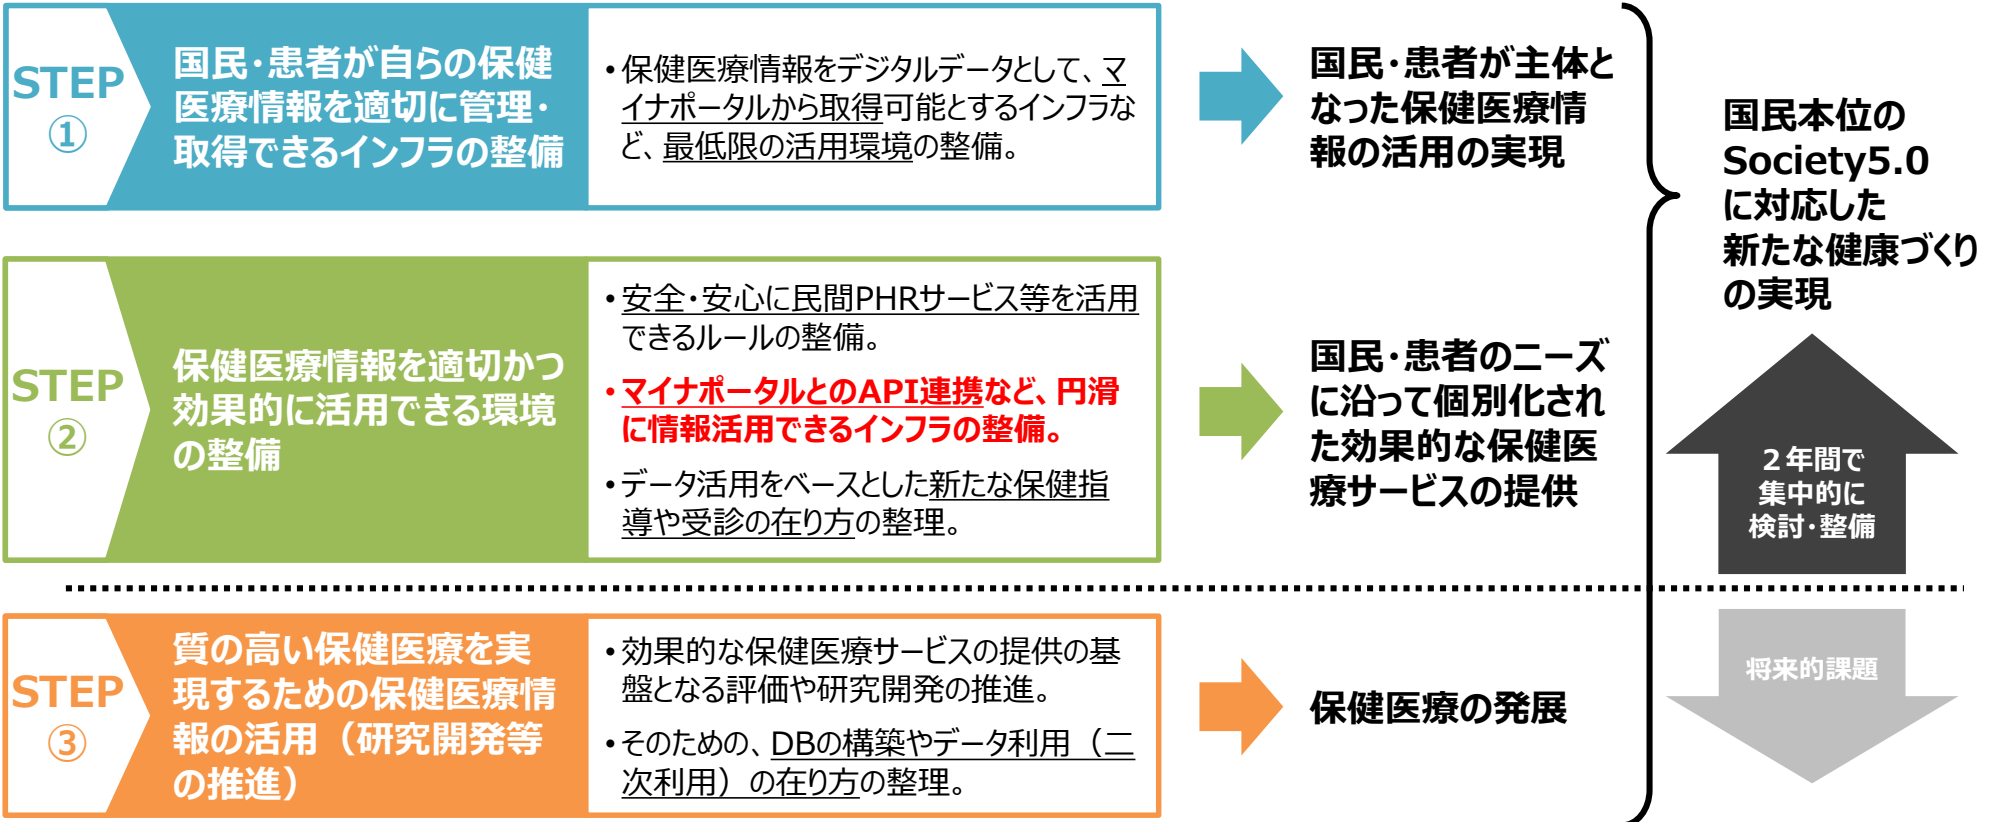 STEP
①
国民・患者が自らの保健
医療情報を適切に管理・
取得できるインフラの整備
・保健医療情報をデジタルデータとして、マ
イナポータルから取得可能とするインフラな
ど、最低限の活用環境の整備。
国民・患者が主体と
なった保健医療情
報の活用の実現
STEP
②
保健医療情報を適切かつ
効果的に活用できる環境
の整備
・安全・安心に民間PHRサービス等を活用
できるルールの整備。
・マイナポータルとのAPI連携など、円滑
に情報活用できるインフラの整備。
・データ活用をベースとした新たな保健指
導や受診の在り方の整理。
国民・患者のニーズ
に沿って個別化され
た効果的な保健医
療サービスの提供
STEP
③
質の高い保健医療を実
現するための保健医療情
報の活用（研究開発等
の推進）
・効果的な保健医療サービスの提供の基
盤となる評価や研究開発の推進。
・そのための、DBの構築やデータ利用（二
次利用）の在り方の整理。
保健医療の発展
国民本位の
Society5.0
に対応した
新たな健康づくり
の実現
２年間で
集中的に
検討・整備
将来的課題